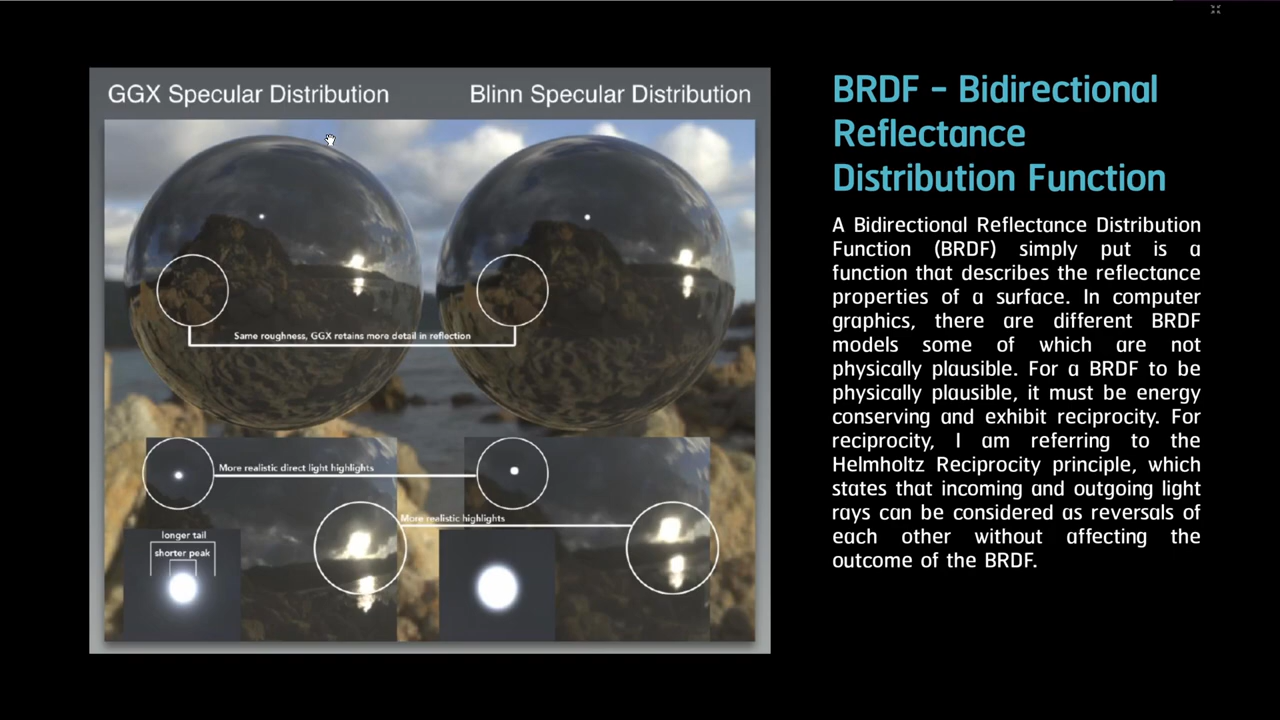 GGX Specular Distribution
Blinn Specular Distribution
Same roughness, GGX retains more detail in reflection
More realistic direct light highlights
More realistic highlights
longer tail
shorter peak
BRDF - Bidirectional
Reflectance
Distribution Function
A Bidirectional Reflectance Distribution
Function (BRDF) simply put is a
function that describes the reflectance
properties of a surface. In computer
graphics, there are different BRDF
models some of which are not
physically plausible. For a BRDF to be
physically plausible, it must be energy
conserving and exhibit reciprocity. For
reciprocity, I am referring to the
Helmholtz Reciprocity principle, which
states that incoming and outgoing light
rays can be considered as reversals of
each other without affecting the
outcome of the BRDF.